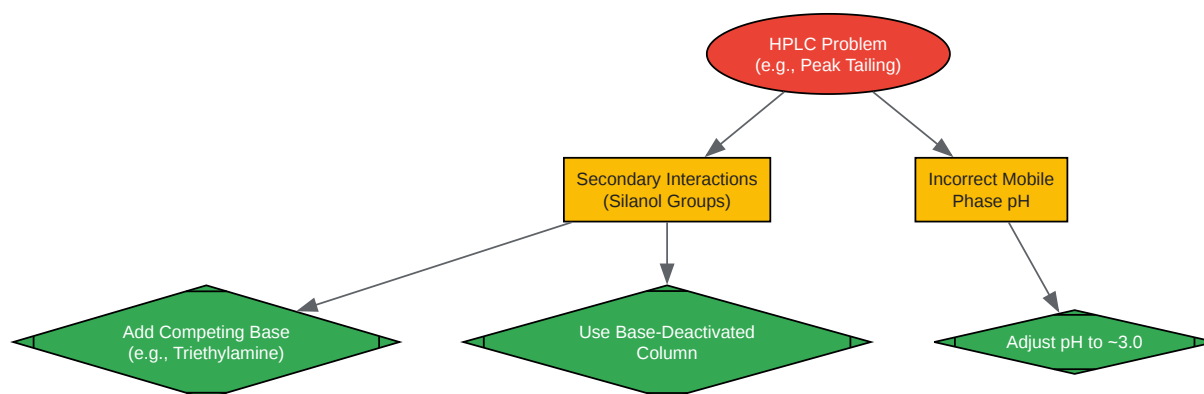 HPLC Problem
(e.g., Peak Tailing)
Secondary Interactions
(Silanol Groups)
Incorrect Mobile
Phase pH
Add Competing Base
(e.g., Triethylamine)
Use Base-Deactivated
Column
Adjust pH to ~3.0